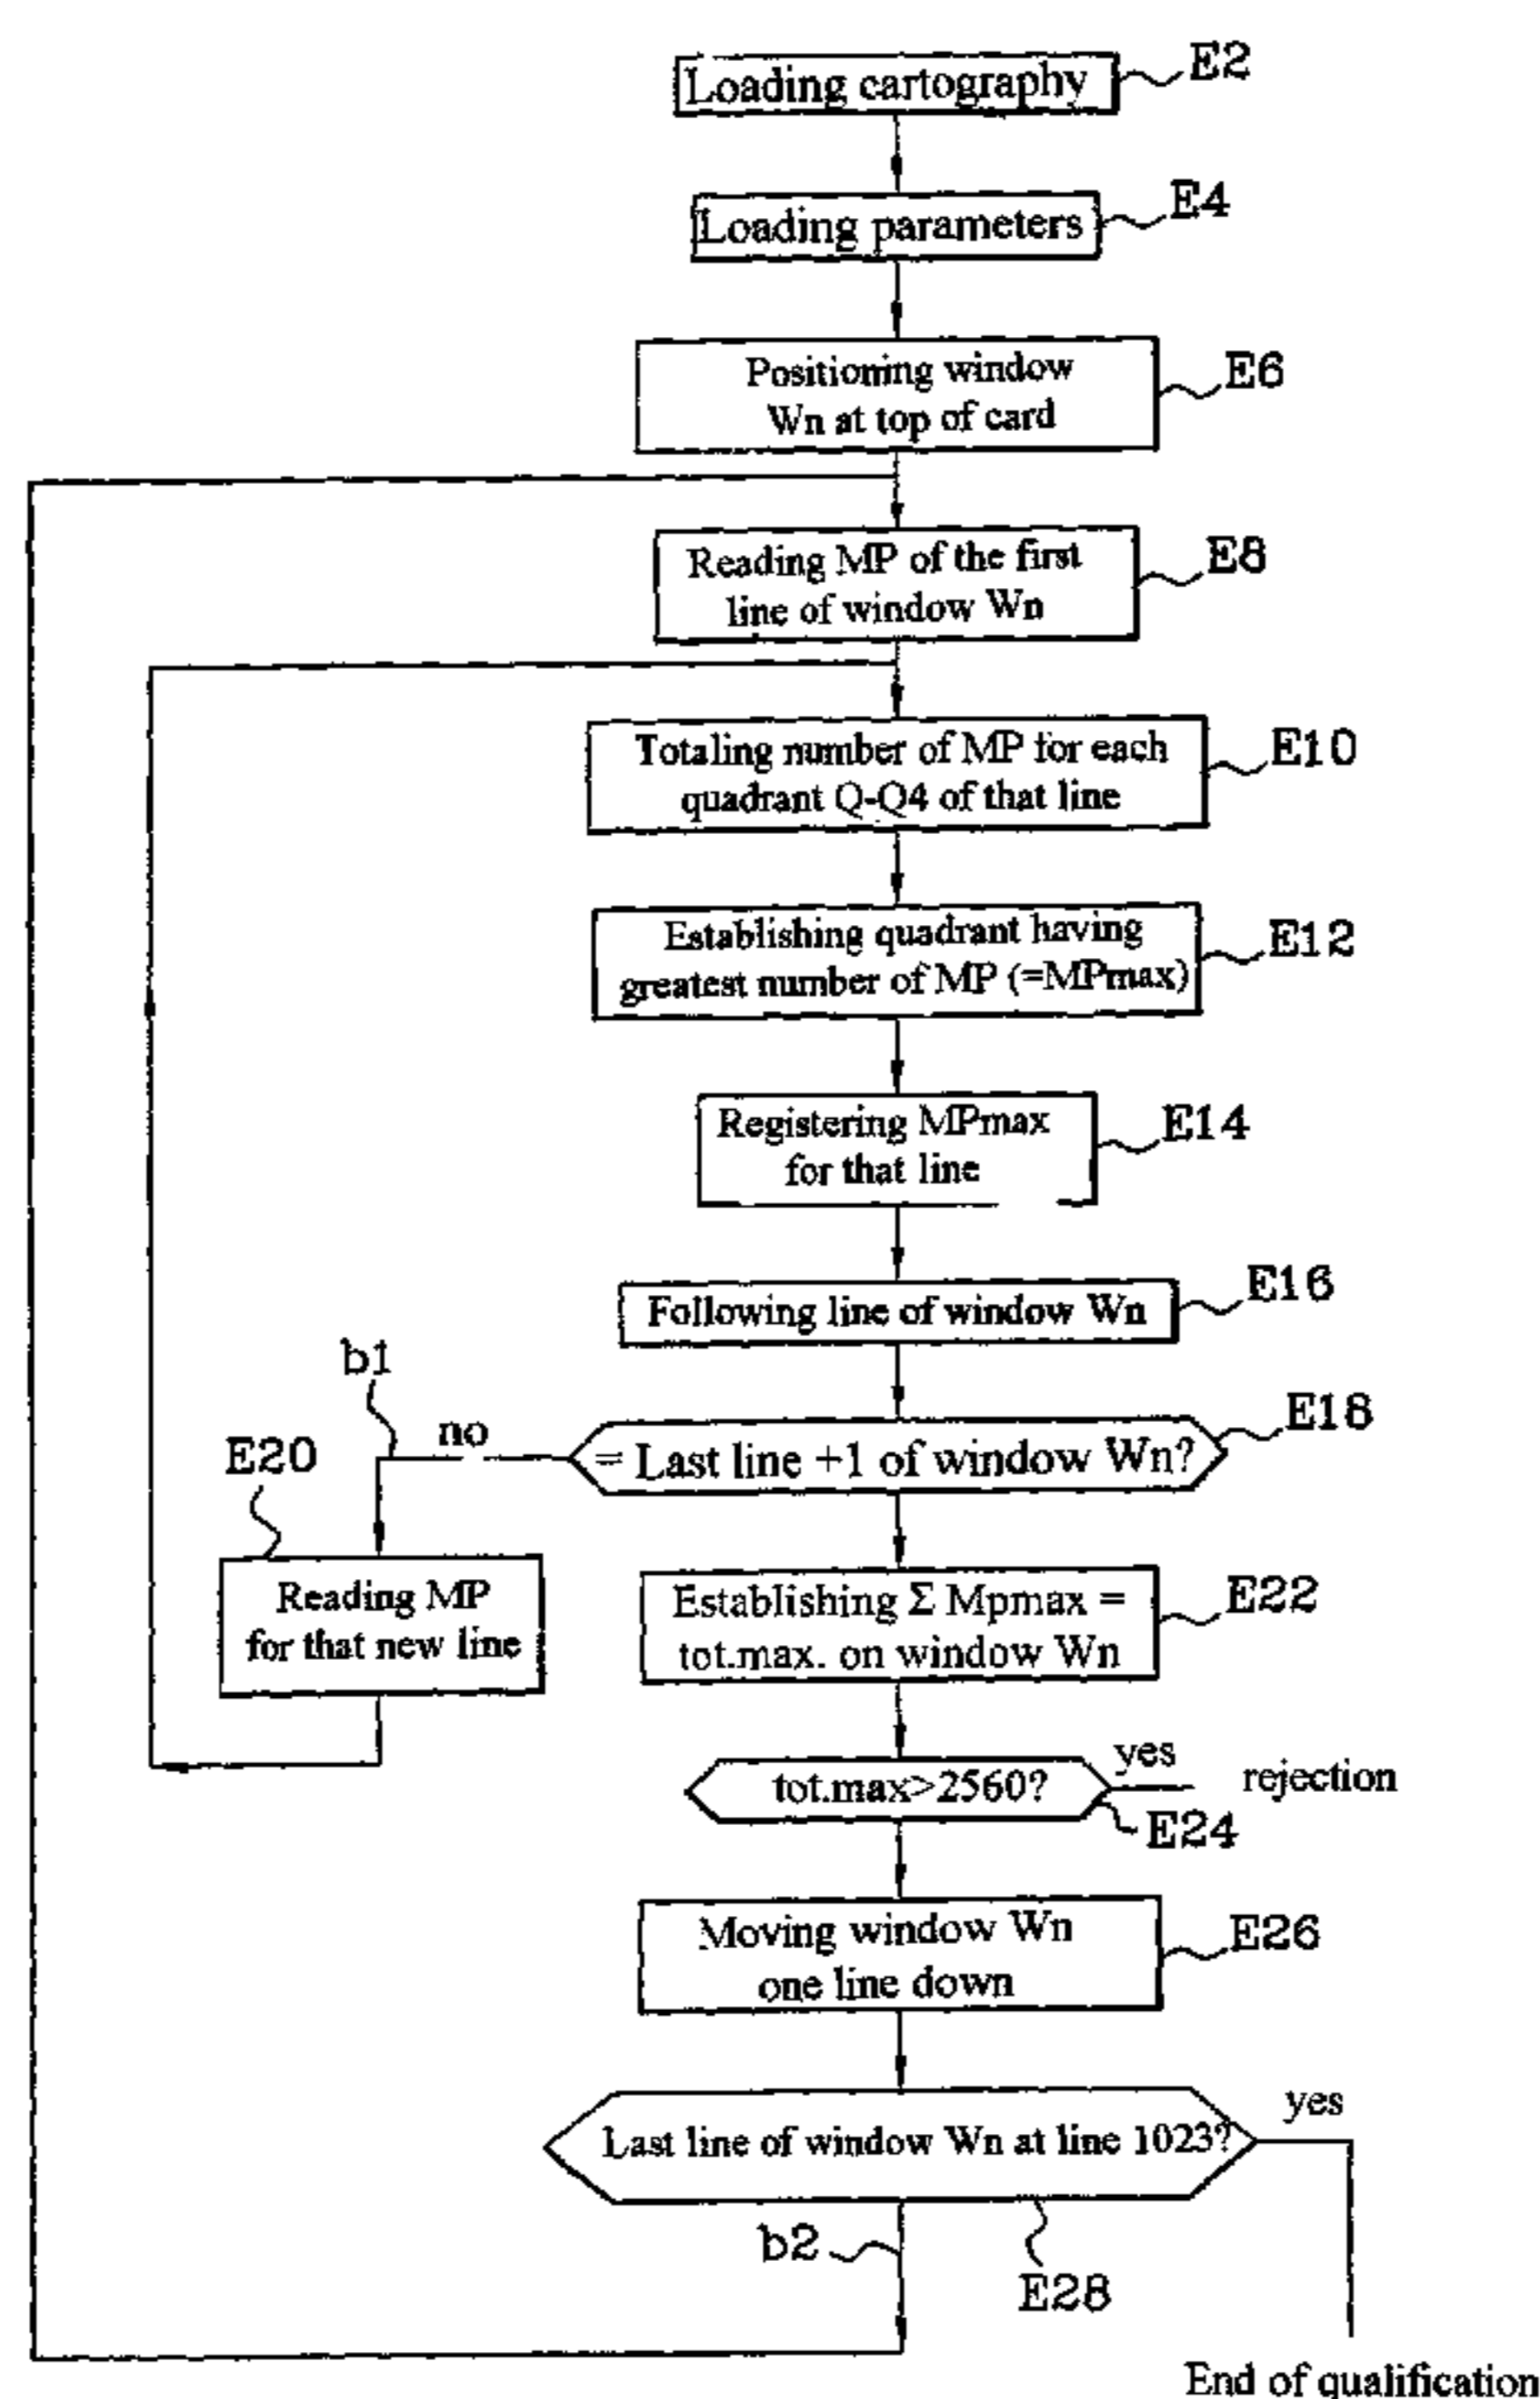 Loading cartography
E2
Loading parameters
E4
Positioning window
Wn at top of card
E6
Reading MP of the first
line of window Wn
E8
Totaling number of MP for each
quadrant Q-Q4 of that line
E10
Establishing quadrant having
greatest number of MP (=MPmax)
E12
Registering MPmax
for that line
E14
Following line of window Wn
E16
b1
no
= Last line +1 of window Wn?
E18
E20
Reading MP
for that new line
Establishing Σ Mpmax =
tot.max. on window Wn
E22
tot.max>2560?
yes
rejection
E24
Moving window Wn
one line down
E26
Last line of window Wn at line 1023?
yes
b2
E28
End of qualification